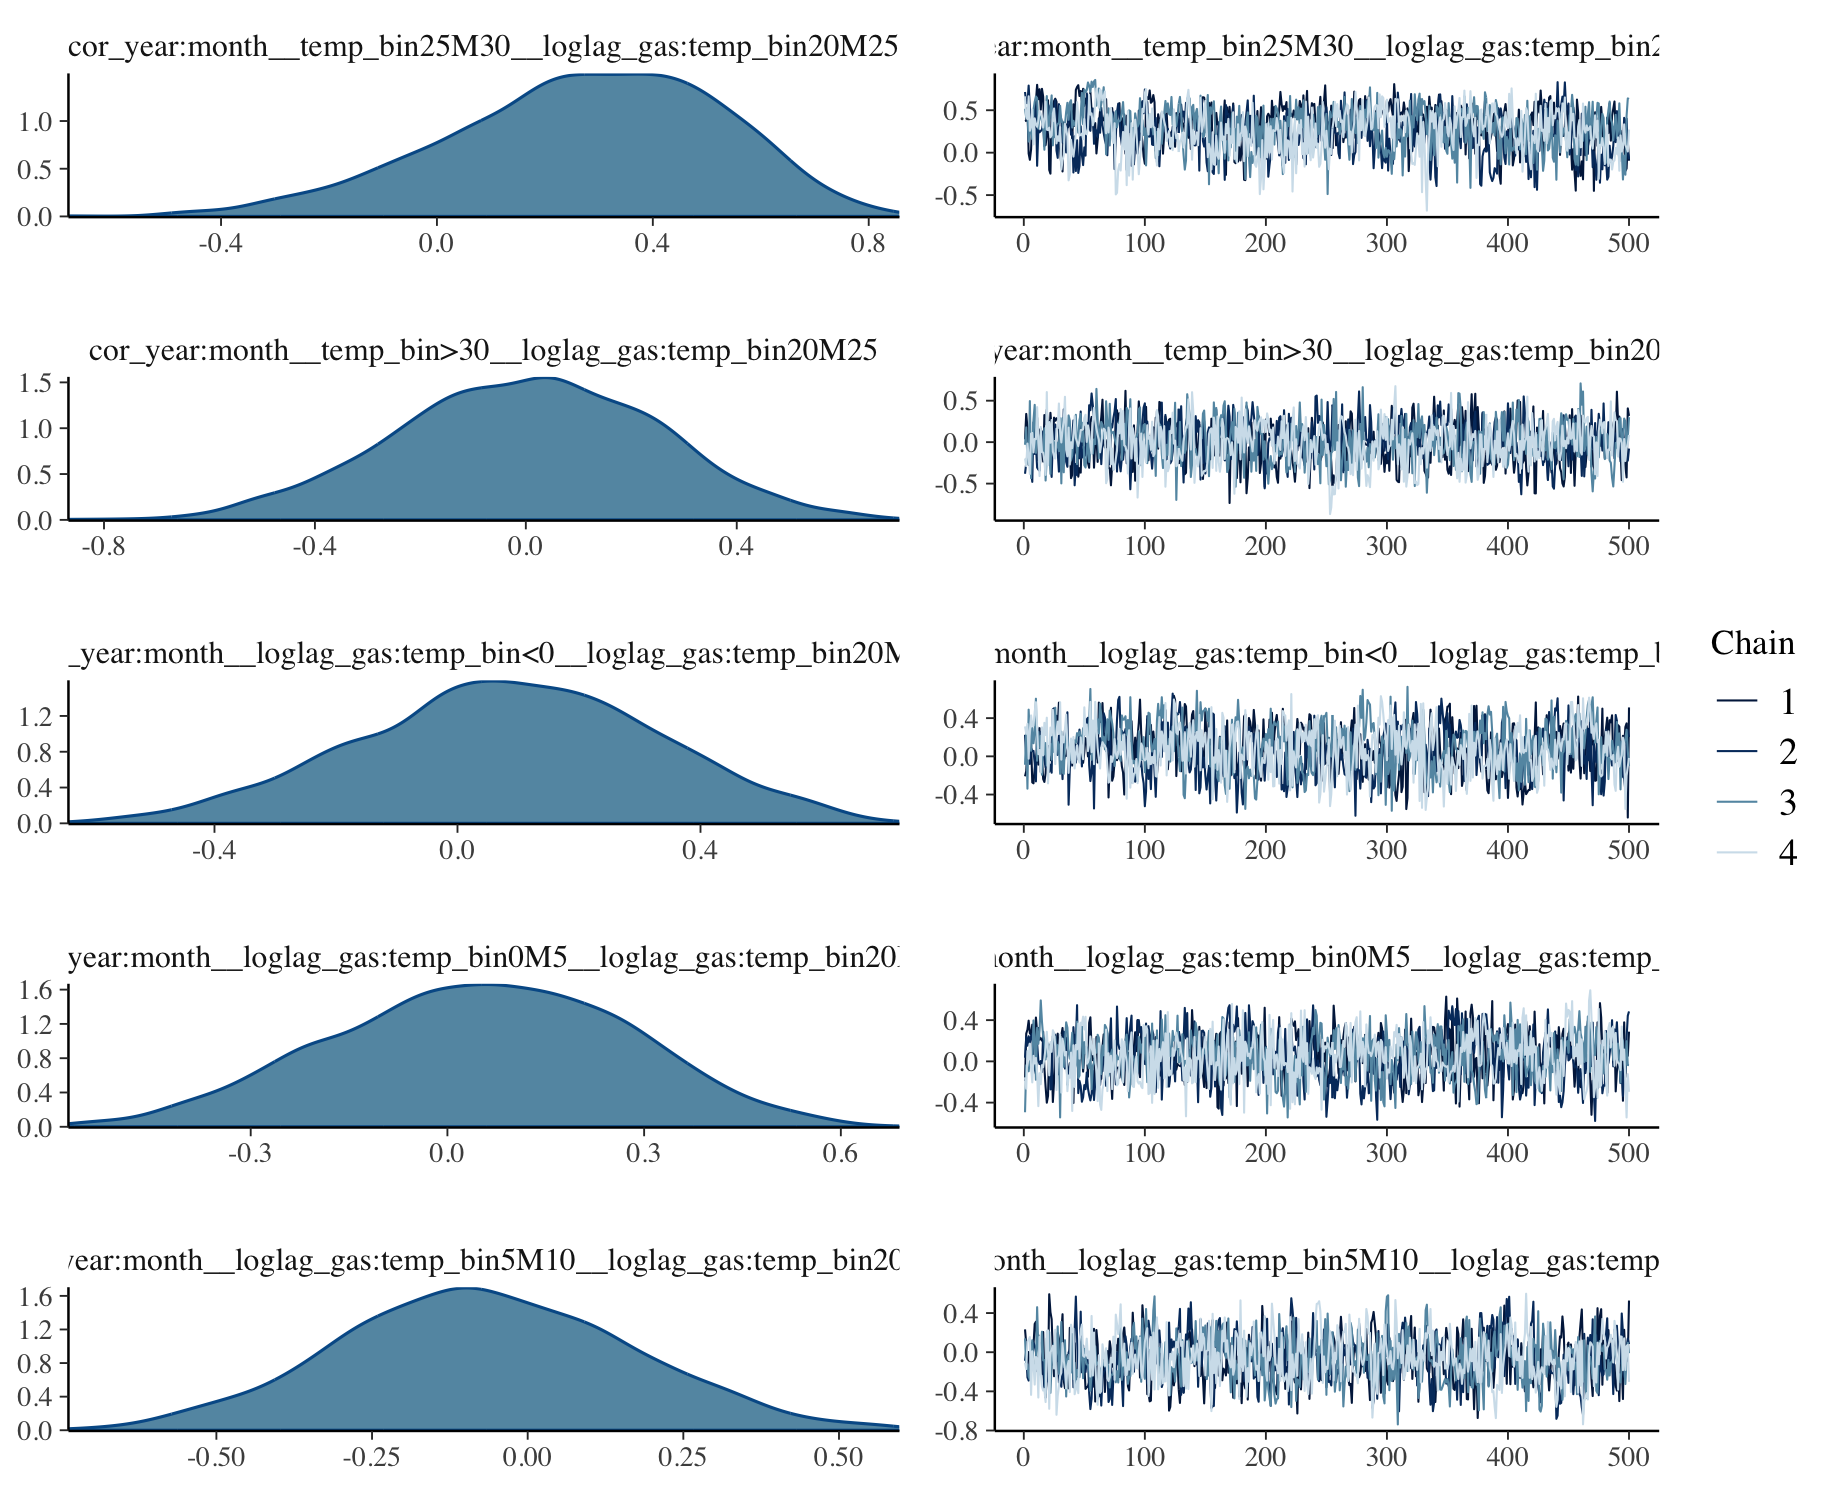 cor_year:month__temp_bin25M30__loglag_gas:temp_bin20M25
ar:month__temp_bin25M30__loglag_gas:temp_bin2
1.0
0.5
0.0
-0.4 0.0 0.4 0.8
0.5
0.0
-0.5
0 100 200 300 400 500
cor_year:month__temp_bin>30__loglag_gas:temp_bin20M25
year:month__temp_bin>30__loglag_gas:temp_bin20
1.5
1.0
0.5
0.0
-0.8 -0.4 0.0 0.4
0.5
0.0
-0.5
0 100 200 300 400 500
_year:month__loglag_gas:temp_bin<0__loglag_gas:temp_bin20M
month__loglag_gas:temp_bin<0__loglag_gas:temp_b
1.2
0.8
0.4
0.0
-0.4 0.0 0.4
0.4
0.0
-0.4
0 100 200 300 400 500
Chain
1
2
3
4
year:month__loglag_gas:temp_bin0M5__loglag_gas:temp_bin20
onth__loglag_gas:temp_bin0M5__loglag_gas:temp_
1.6
1.2
0.8
0.4
0.0
-0.3 0.0 0.3 0.6
0.4
0.0
-0.4
0 100 200 300 400 500
year:month__loglag_gas:temp_bin5M10__loglag_gas:temp_bin20
onth__loglag_gas:temp_bin5M10__loglag_gas:temp
1.6
1.2
0.8
0.4
0.0
-0.50 -0.25 0.00 0.25 0.50
0.4
0.0
-0.4
-0.8
0 100 200 300 400 500